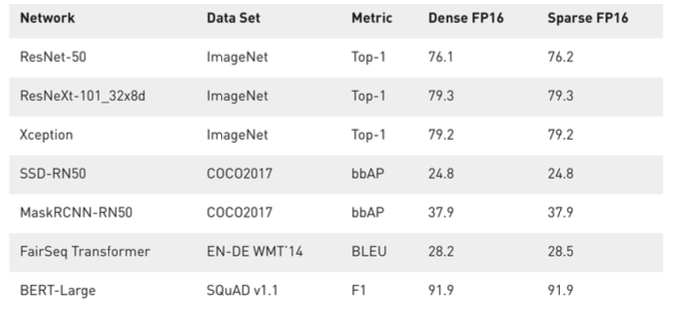 Network Data Set Metric Dense FP16 Sparse FP16
ResNet-50 ImageNet Top-1 76.1 76.2
ResNeXt-101_32x8d ImageNet Top-1 79.3 79.3
Xception ImageNet Top-1 79.2 79.2
SSD-RN50 COCO2017 bbAP 24.8 24.8
MaskRCNN-RN50 COCO2017 bbAP 37.9 37.9
FairSeq Transformer EN-DE WMT'14 BLEU 28.2 28.5
BERT-Large SQuAD v1.1 F1 91.9 91.9